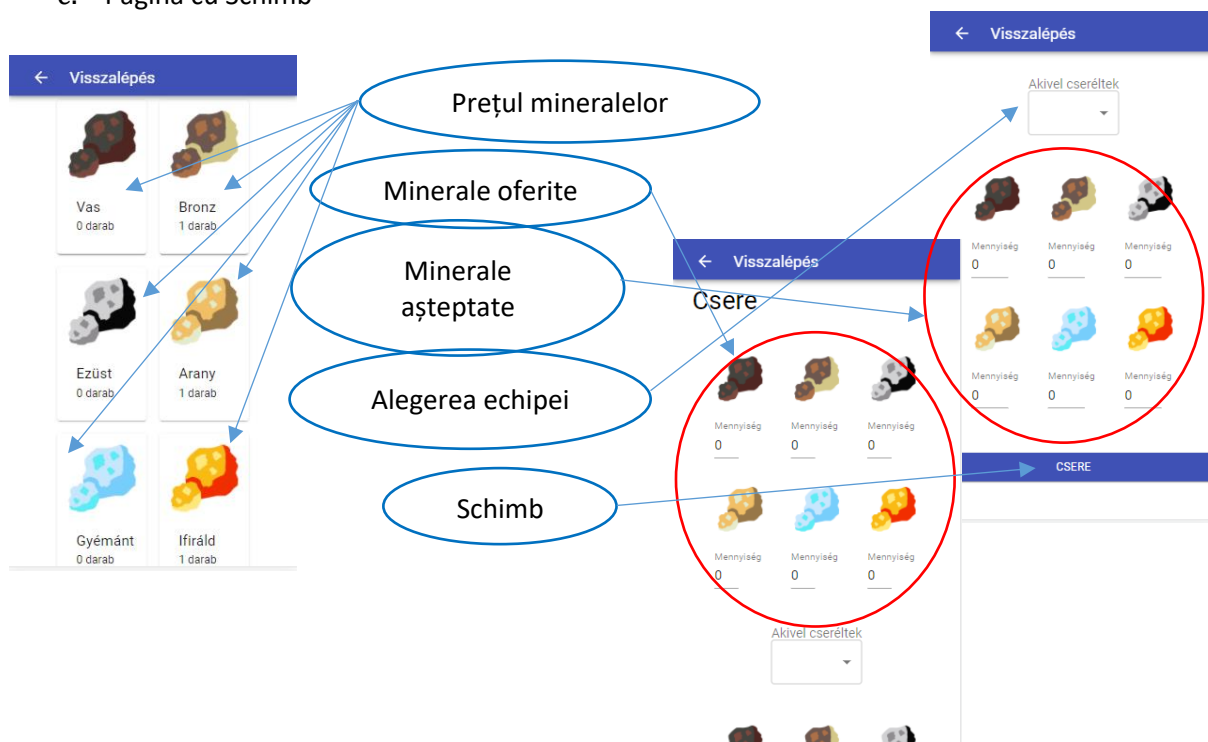 Visszalépés
Vas
0 darab
Bronz
1 darab
Ezüst
0 darab
Arany
1 darab
Gyémánt
0 darab
Ifiráld
1 darab
Prețul mineralelor
Minerale oferite
Minerale
așteptate
Alegerea echipei
Schimb
Visszalépés
Csere
Mennyiség
0
Mennyiség
0
Mennyiség
0
Mennyiség
0
Mennyiség
0
Mennyiség
0
Akivel cseréltek
Visszalépés
Akivel cseréltek
Mennyiség
0
Mennyiség
0
Mennyiség
0
Mennyiség
0
Mennyiség
0
Mennyiség
0
CSERE